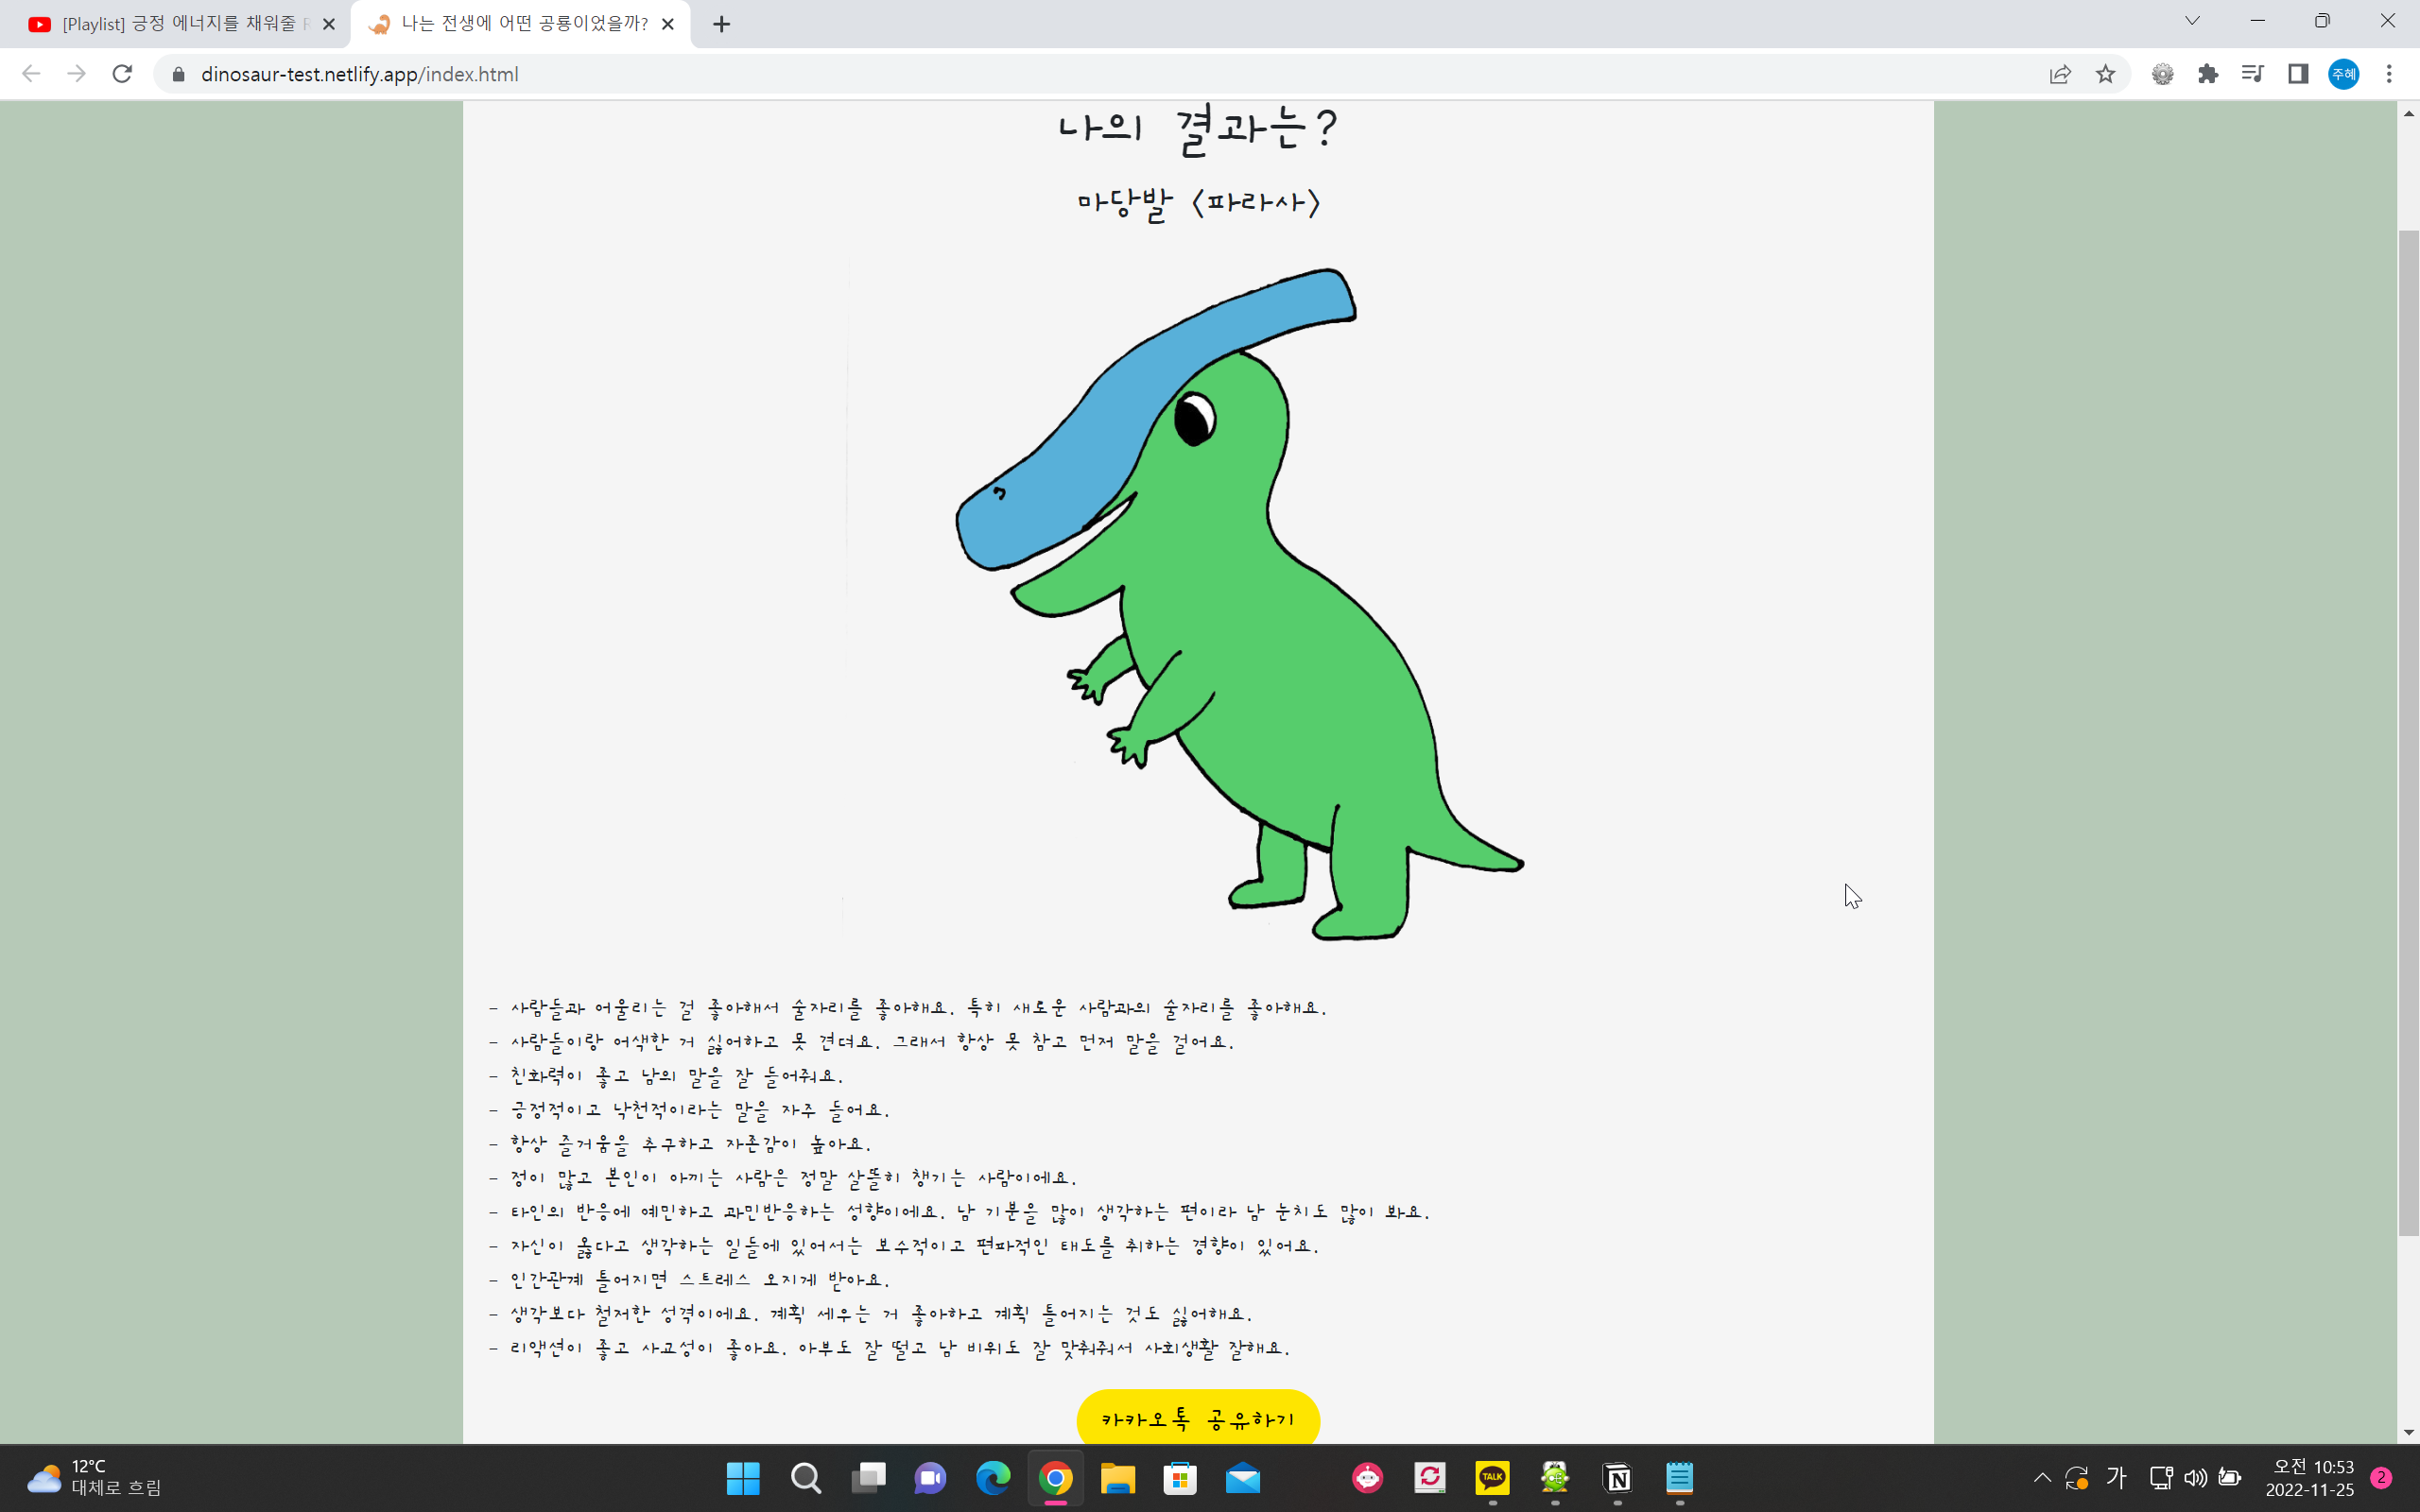 [Playlist] 긍정 에너지를 채워줄
나는 전생에 어떤 공룡이었을까?
dinosaur-test.netlify.app/index.html
주혜
나의 결과는?
마당발 <파라사>
- 사람들과 어울리는 걸 좋아해서 술자리를 좋아해요. 특히 새로운 사람과의 술자리를 좋아해요.
- 사람들이랑 어색한 거 싫어하고 못 견뎌요. 그래서 항상 못 참고 먼저 말을 걸어요.
- 친화력이 좋고 남의 말을 잘 들어줘요.
- 긍정적이고 낙천적이라는 말을 자주 들어요.
- 항상 즐거움을 추구하고 자존감이 높아요.
- 정이 많고 본인이 아끼는 사람은 정말 살뜰히 챙기는 사람이에요.
- 타인의 반응에 예민하고 과민반응하는 성향이에요. 남 기분을 많이 생각하는 편이라 남 눈치도 많이 봐요.
- 자신이 옳다고 생각하는 일들에 있어서는 보수적이고 편파적인 태도를 취하는 경향이 있어요.
- 인간관계 틀어지면 스트레스 오지게 받아요.
- 생각보다 철저한 성격이에요. 계획 세우는 거 좋아하고 계획 틀어지는 것도 싫어해요.
- 리액션이 좋고 사교성이 좋아요. 아부도 잘 떨고 남 비위도 잘 맞춰줘서 사회생활 잘해요.
카카오톡 공유하기
12°C
대체로 흐림
TALK
가
오전 10:53
2022-11-25
2